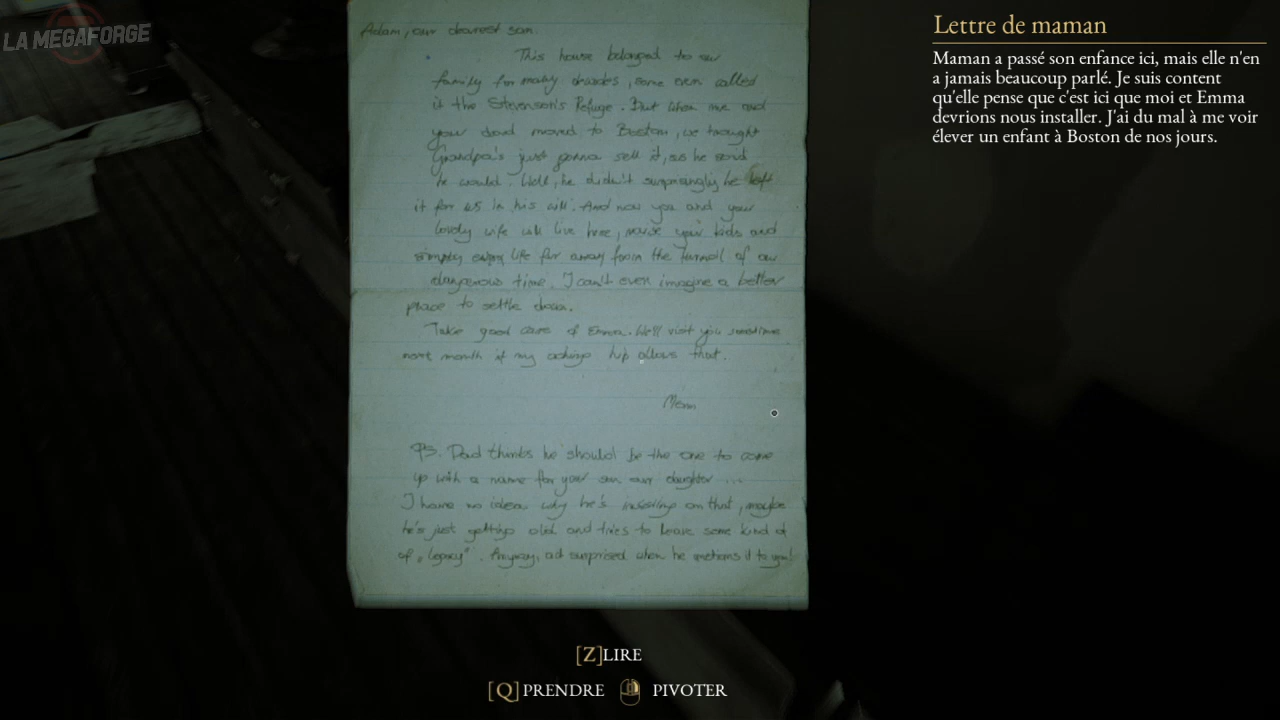 LA MEGAFORGE
Adam, our dearest son.
This house belonged to our
family for many decades, some even called
it the Stevenson's Refuge. But when me and
your dad moved to Boston, we thought
Grandpa's just gonna sell it, as he said
he would. Well, he didn't surprisingly he left
it for us in his will. And now you and your
lovely wife will live here, raise your kids and
simply enjoy life far away from the turmoil of our
dangerous time. I can't even imagine a better
place to settle down.
Take good care of Emma. We'll visit you sometime
next month if my aching hip allows that.
Mom
PS. Dad thinks he should be the one to come
up with a name for your son our daughter ...
I have no idea why he's insisting on that, maybe
he's just getting old and tries to leave some kind of
of "legacy". Anyway, act surprised when he metions it to you!
Lettre de maman
Maman a passé son enfance ici, mais elle n'en
a jamais beaucoup parlé. Je suis content
qu'elle pense que c'est ici que moi et Emma
devrions nous installer. J'ai du mal à me voir
élever un enfant à Boston de nos jours.
[Z]LIRE
[Q]PRENDRE PIVOTER